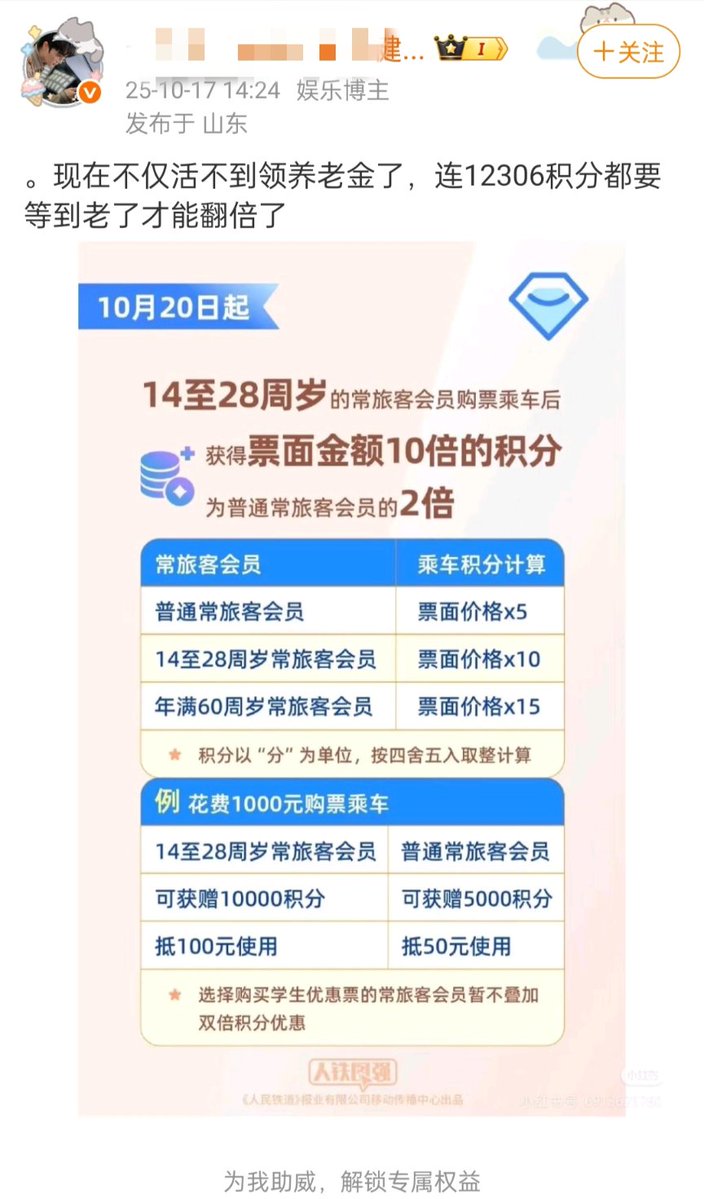 健...
I
十关注
25-10-17 14:24 娱乐博主
发布于 山东
。现在不仅活不到领养老金了，连12306积分都要
等到老了才能翻倍了
10月20日起
14至28周岁的常旅客会员购票乘车后
获得票面金额10倍的积分
为普通常旅客会员的2倍
常旅客会员 乘车积分计算
普通常旅客会员 票面价格x5
14至28周岁常旅客会员 票面价格x10
年满60周岁常旅客会员 票面价格x15
★ 积分以“分”为单位，按四舍五入取整计算
例 花费1000元购票乘车
14至28周岁常旅客会员 普通常旅客会员
可获赠10000积分 可获赠5000积分
抵100元使用 抵50元使用
★ 选择购买学生优惠票的常旅客会员暂不叠加
双倍积分优惠
人铁图强
《人民铁道》报业有限公司移动传播中心出品
小红书
为我助威，解锁专属权益